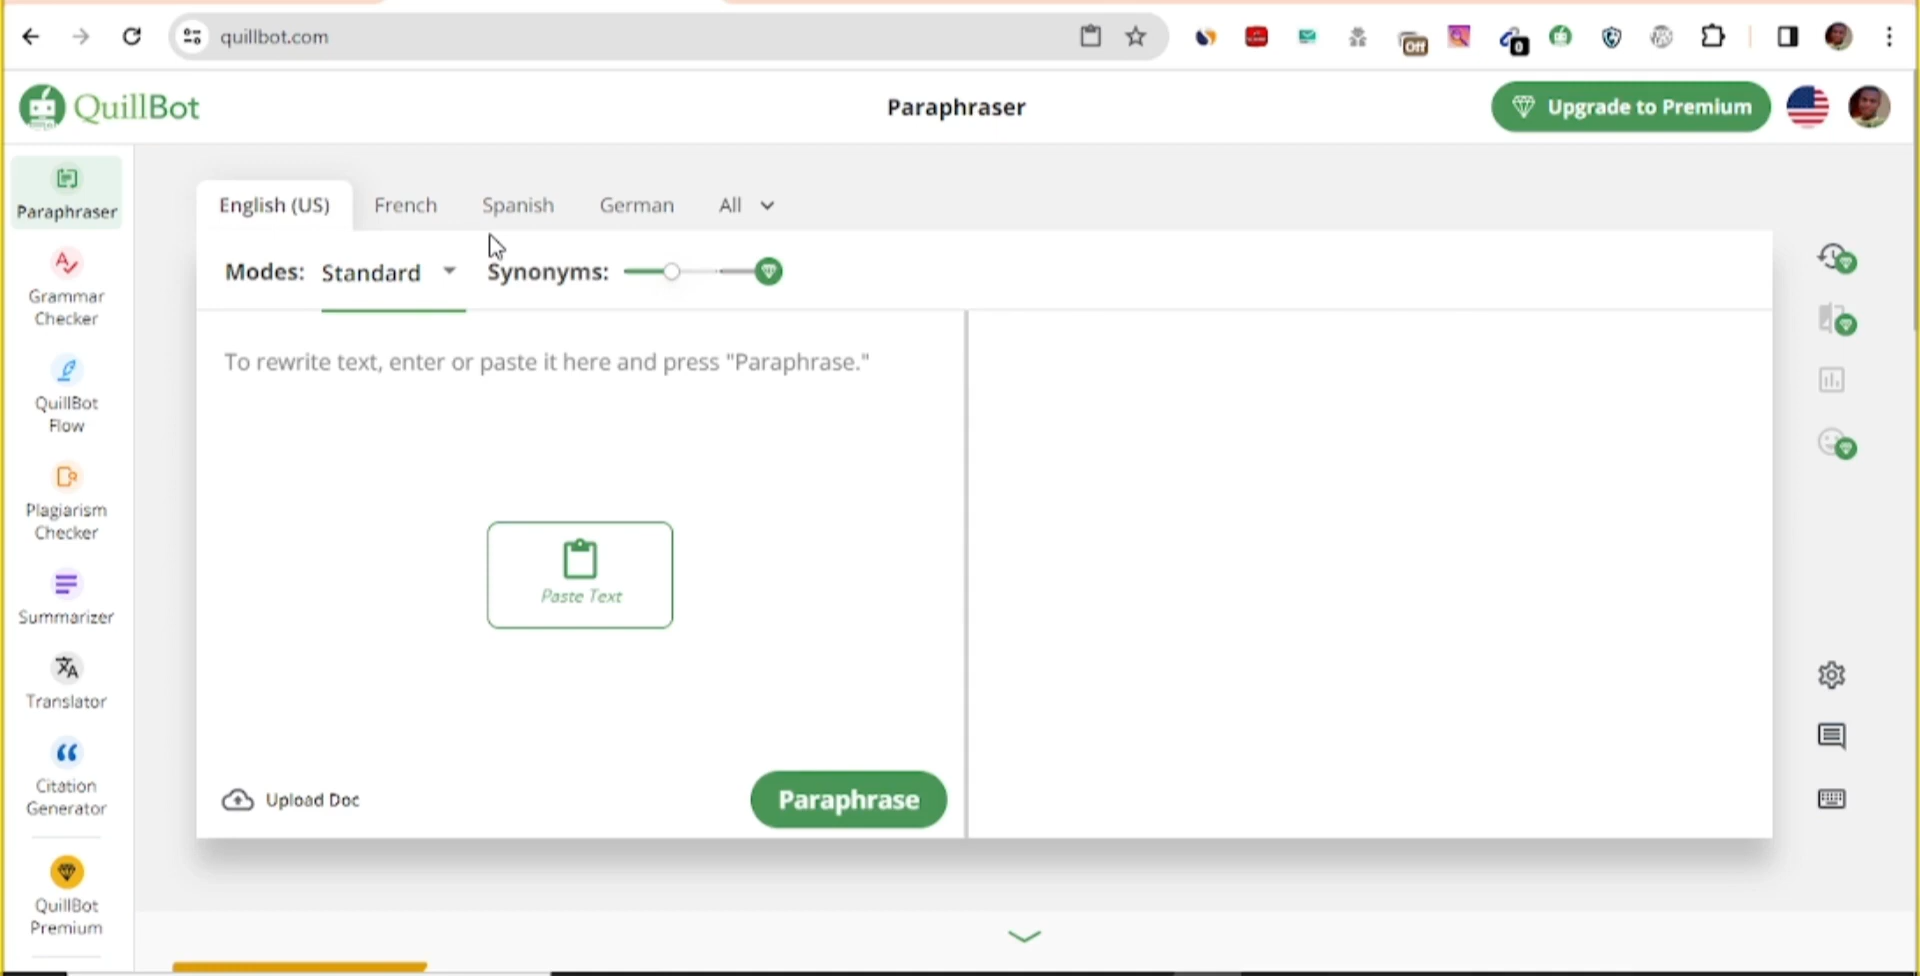 quillbot.com
Off
0
QuillBot
Paraphraser
Upgrade to Premium
Paraphraser
Grammar
Checker
QuillBot
Flow
Plagiarism
Checker
Summarizer
Translator
Citation
Generator
QuillBot
Premium
English (US) French Spanish German All
Modes: Standard Synonyms:
To rewrite text, enter or paste it here and press "Paraphrase."
Paste Text
Upload Doc
Paraphrase